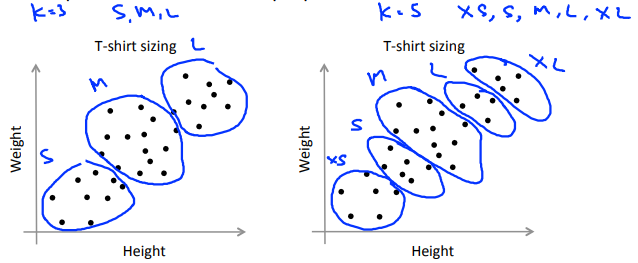 K=3 S, M, L
K=5 XS, S, M, L, XL
T-shirt sizing
L
M
S
Weight
Height
T-shirt sizing
XL
L
M
S
XS
Weight
Height